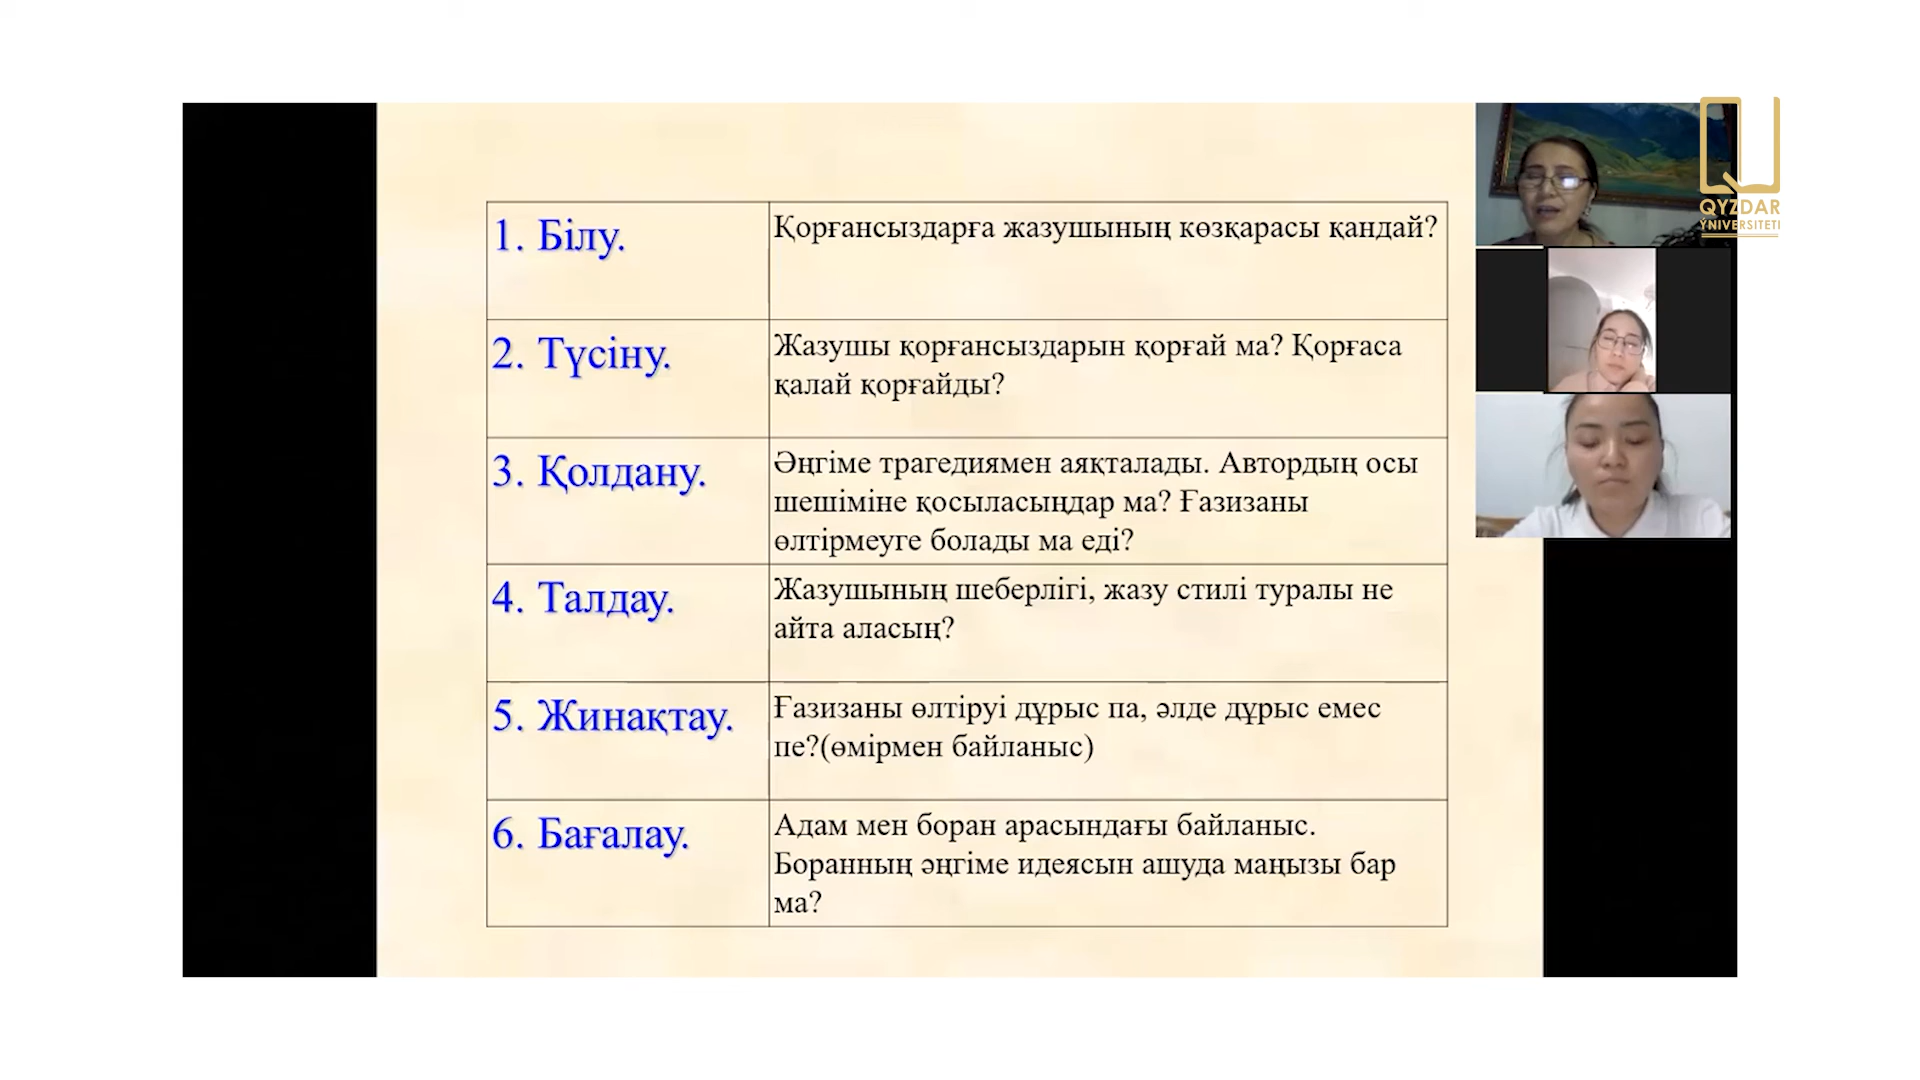 1. Білу.
Қорғансыздарға жазушының көзқарасы қандай?
2. Түсіну.
Жазушы қорғансыздарын қорғай ма? Қорғаса
қалай қорғайды?
3. Қолдану.
Әңгіме трагедиямен аяқталады. Автордың осы
шешіміне қосыласыңдар ма? Ғазизаны
өлтірмеуге болады ма еді?
4. Талдау.
Жазушының шеберлігі, жазу стилі туралы не
айта аласың?
5. Жинақтау.
Ғазизаны өлтіруі дұрыс па, әлде дұрыс емес
пе?(өмірмен байланыс)
6. Бағалау.
Адам мен боран арасындағы байланыс.
Боранның әңгіме идеясын ашуда маңызы бар
ма?
QYZDAR
ÝNIVERSITETI